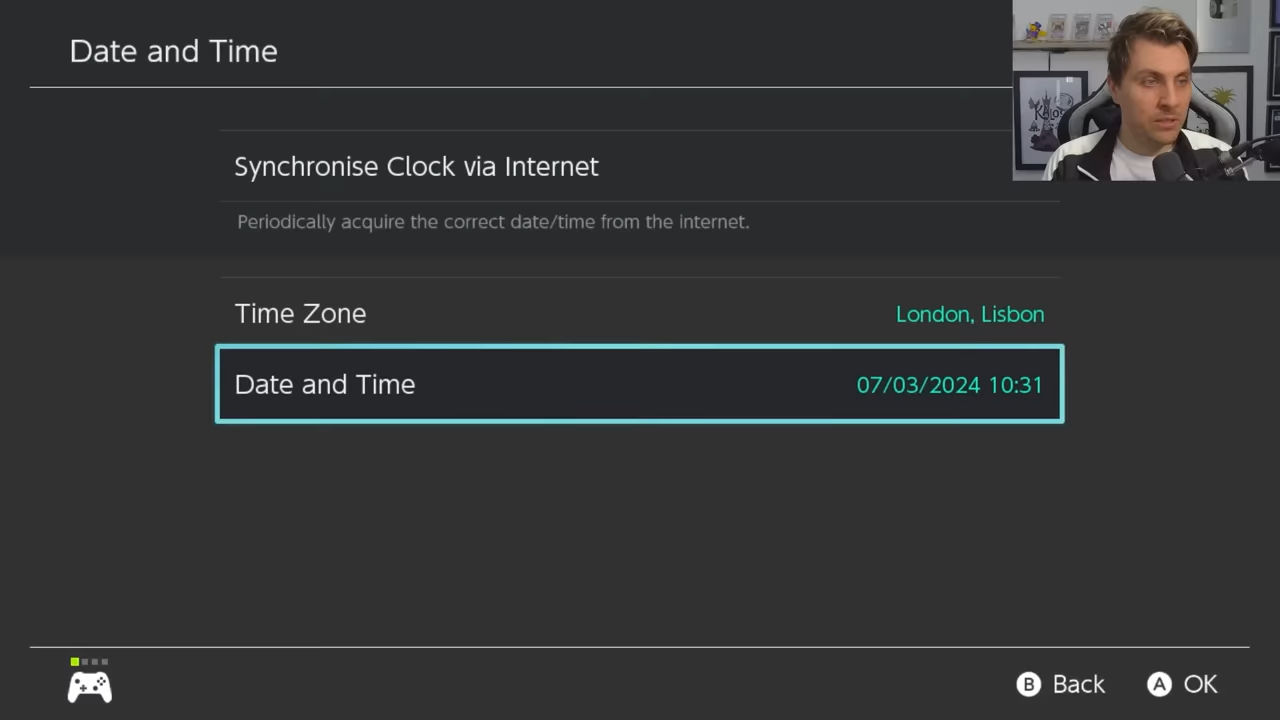 Date and Time
Synchronise Clock via Internet
Periodically acquire the correct date/time from the internet.
Time Zone London, Lisbon
Date and Time 07/03/2024 10:31
B Back A OK